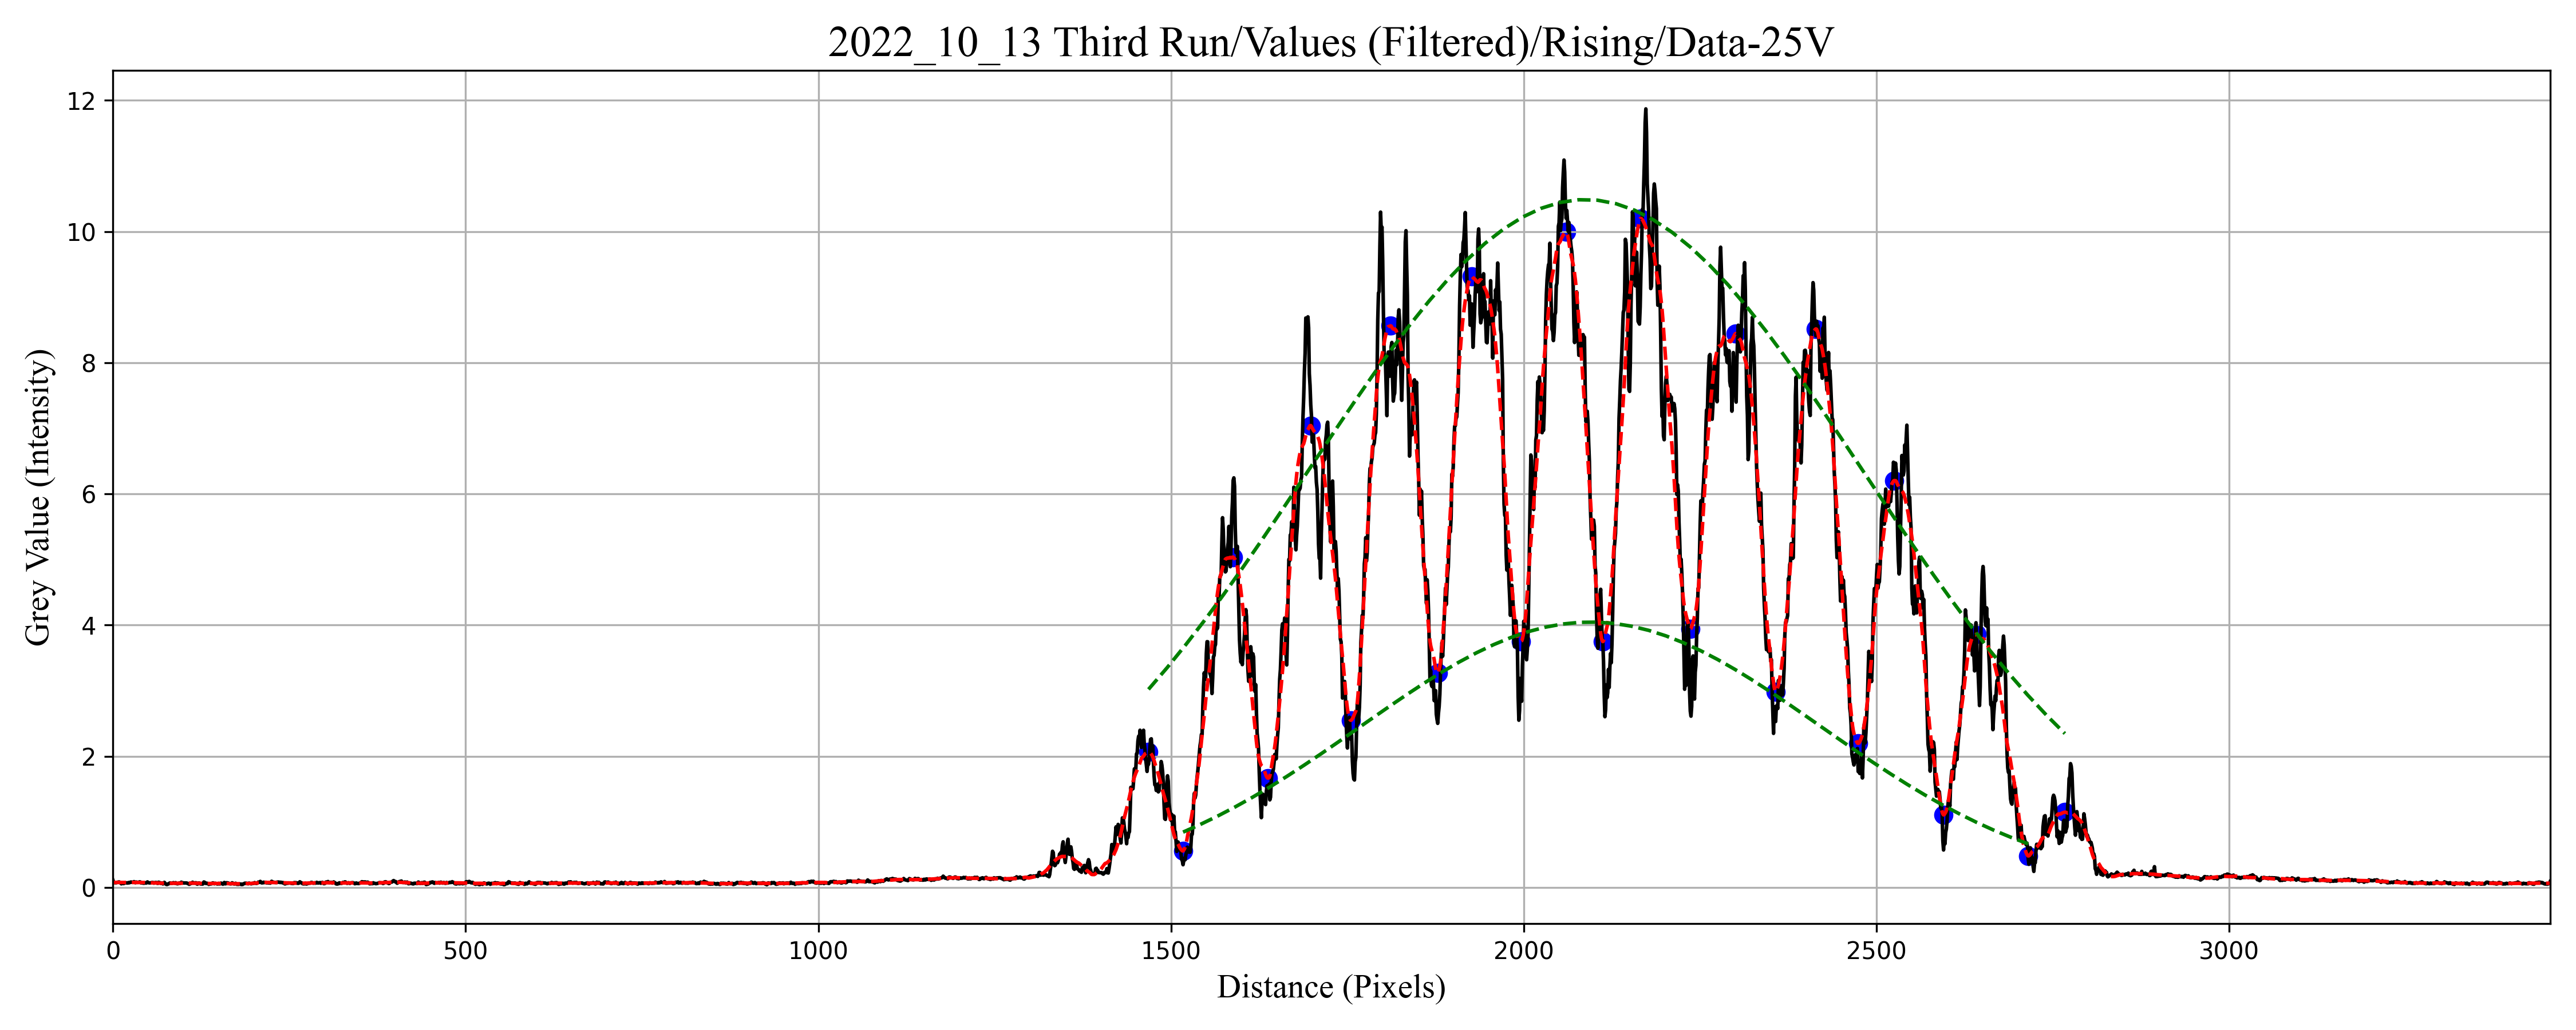 2022_10_13 Third Run/Values (Filtered)/Rising/Data-25V
Grey Value (Intensity)
12
10
8
6
4
2
0
0 500 1000 1500 2000 2500 3000
Distance (Pixels)